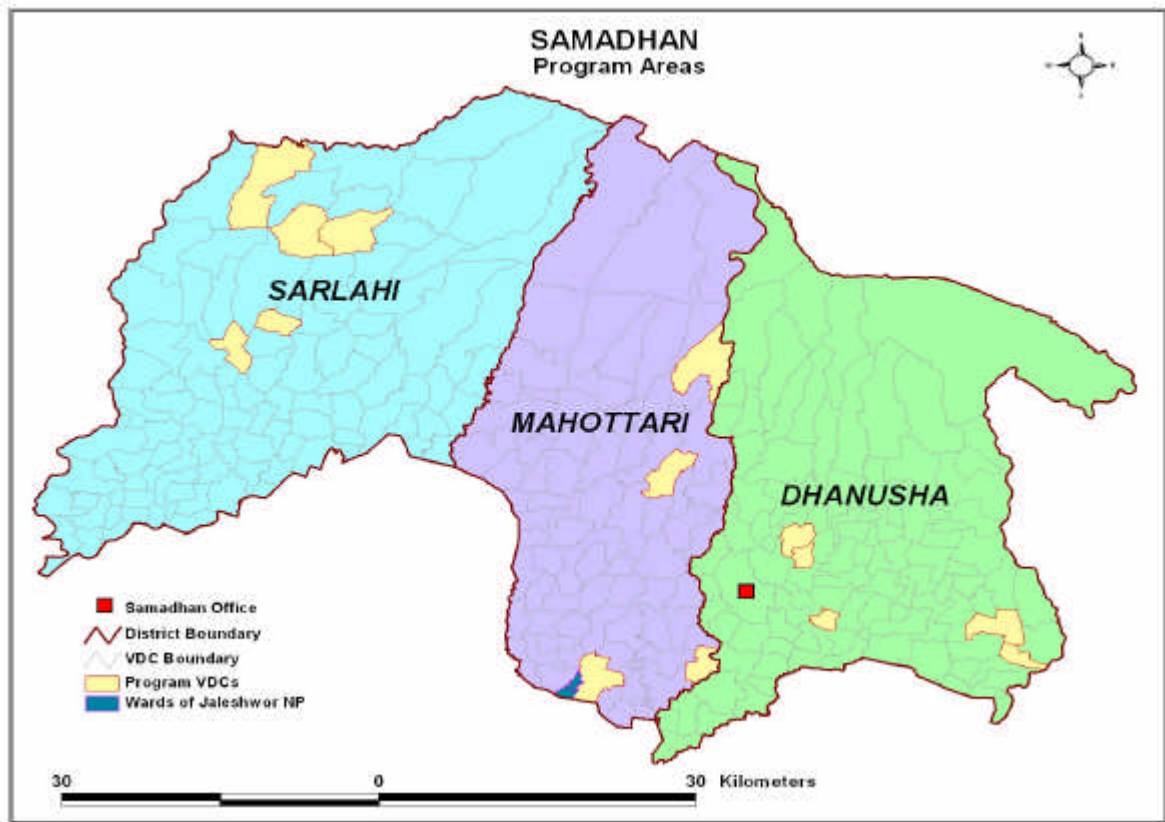 SAMADHAN
Program Areas
SARLAHI
MAHOTTARI
DHANUSHA
Samadhan Office
District Boundary
VDC Boundary
Program VDCs
Wards of Jaleshwor NP
30 0 30 Kilometers